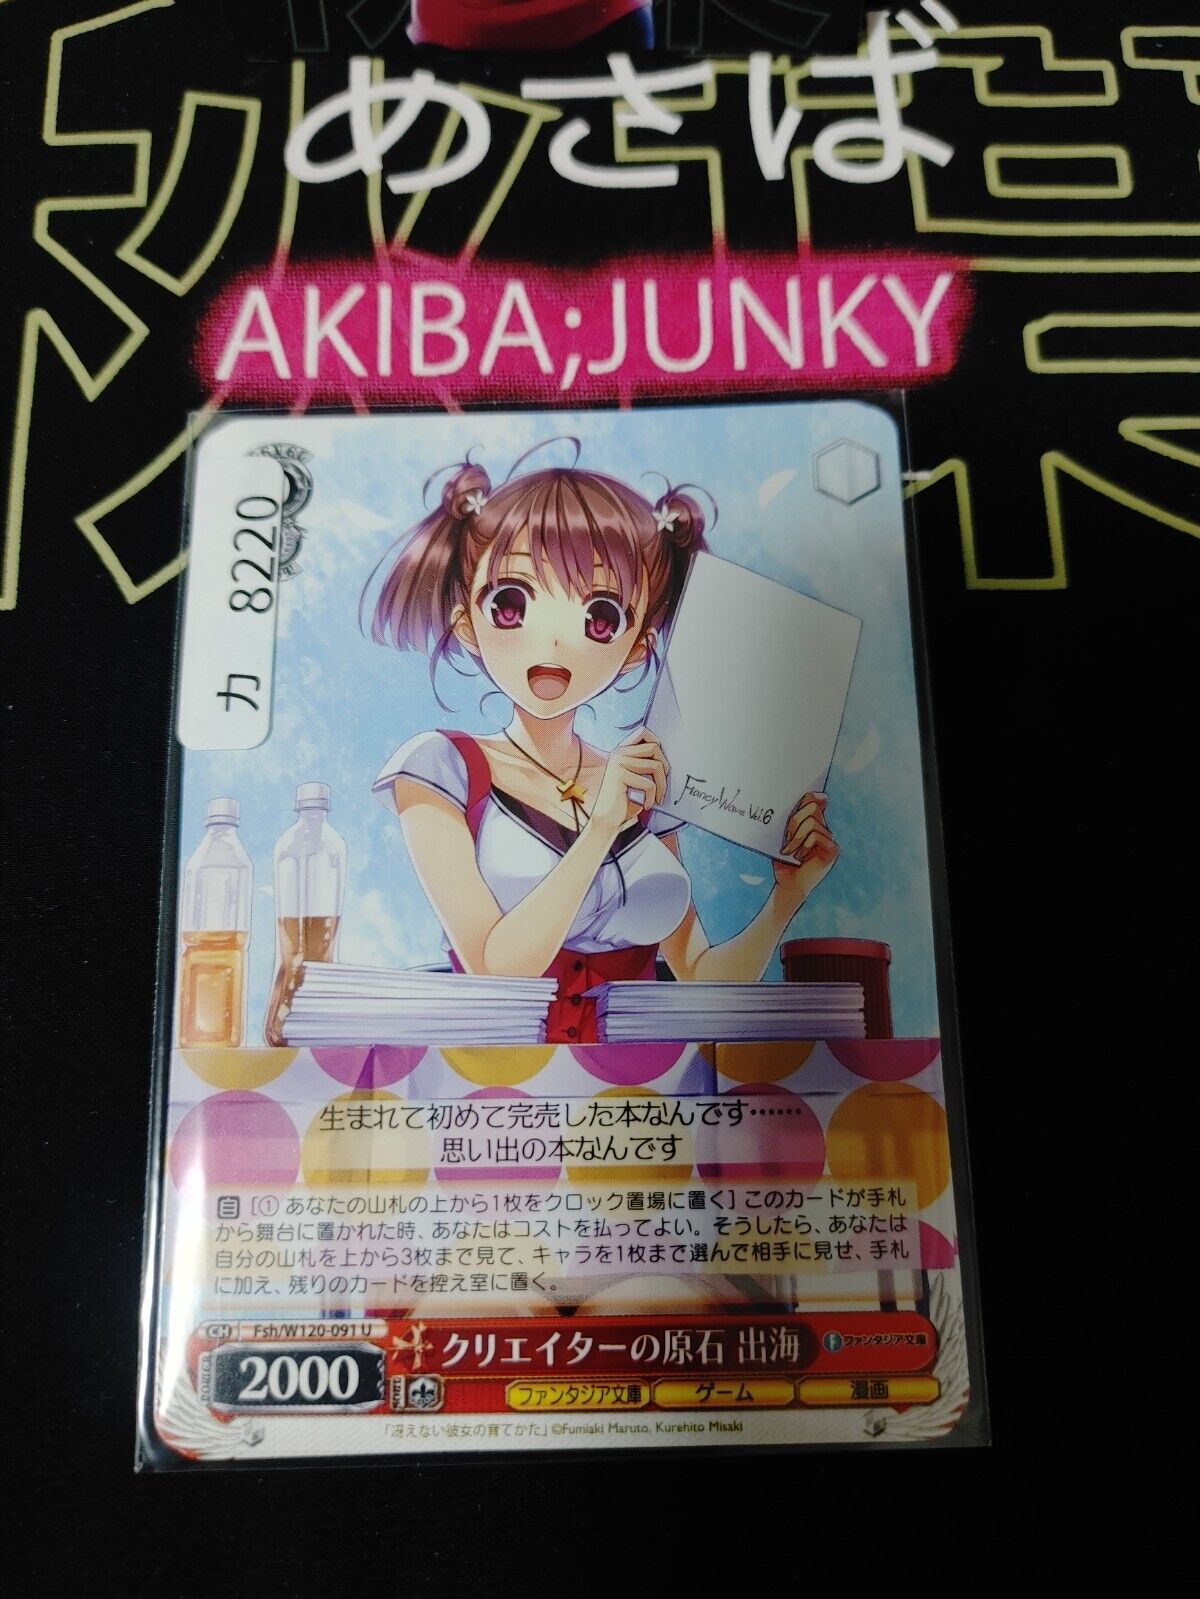 めさば
AKIBA;JUNKY
カ 8220
Fiancy Wave Vol.6
生まれて初めて完売した本なんです……
思い出の本なんです
自 [① あなたの山札の上から1枚をクロック置場に置く] このカードが手札
から舞台に置かれた時、あなたはコストを払ってよい。そうしたら、あなたは
自分の山札を上から3枚まで見て、キャラを1枚まで選んで相手に見せ、手札
に加え、残りのカードを控え室に置く。
CH Fsh/W120-091 U
クリエイターの原石 出海
ファンタジア文庫
2000
ファンタジア文庫 ゲーム 漫画
「冴えない彼女の育てかた」©Fumiaki Maruto, Kurehito Misaki